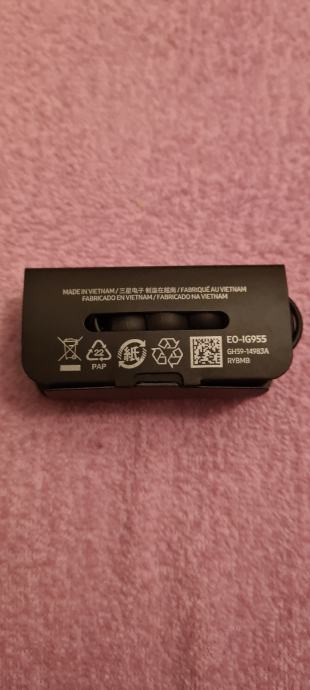 MADE IN VIETNAM / 三星电子 制造在越南 / FABRIQUÉ AU VIETNAM
FABRICADO EN VIETNAM / FABRICADO NA VIETNAM
22
PAP
紙
EO-IG955
GH59-14983A
RYBMB